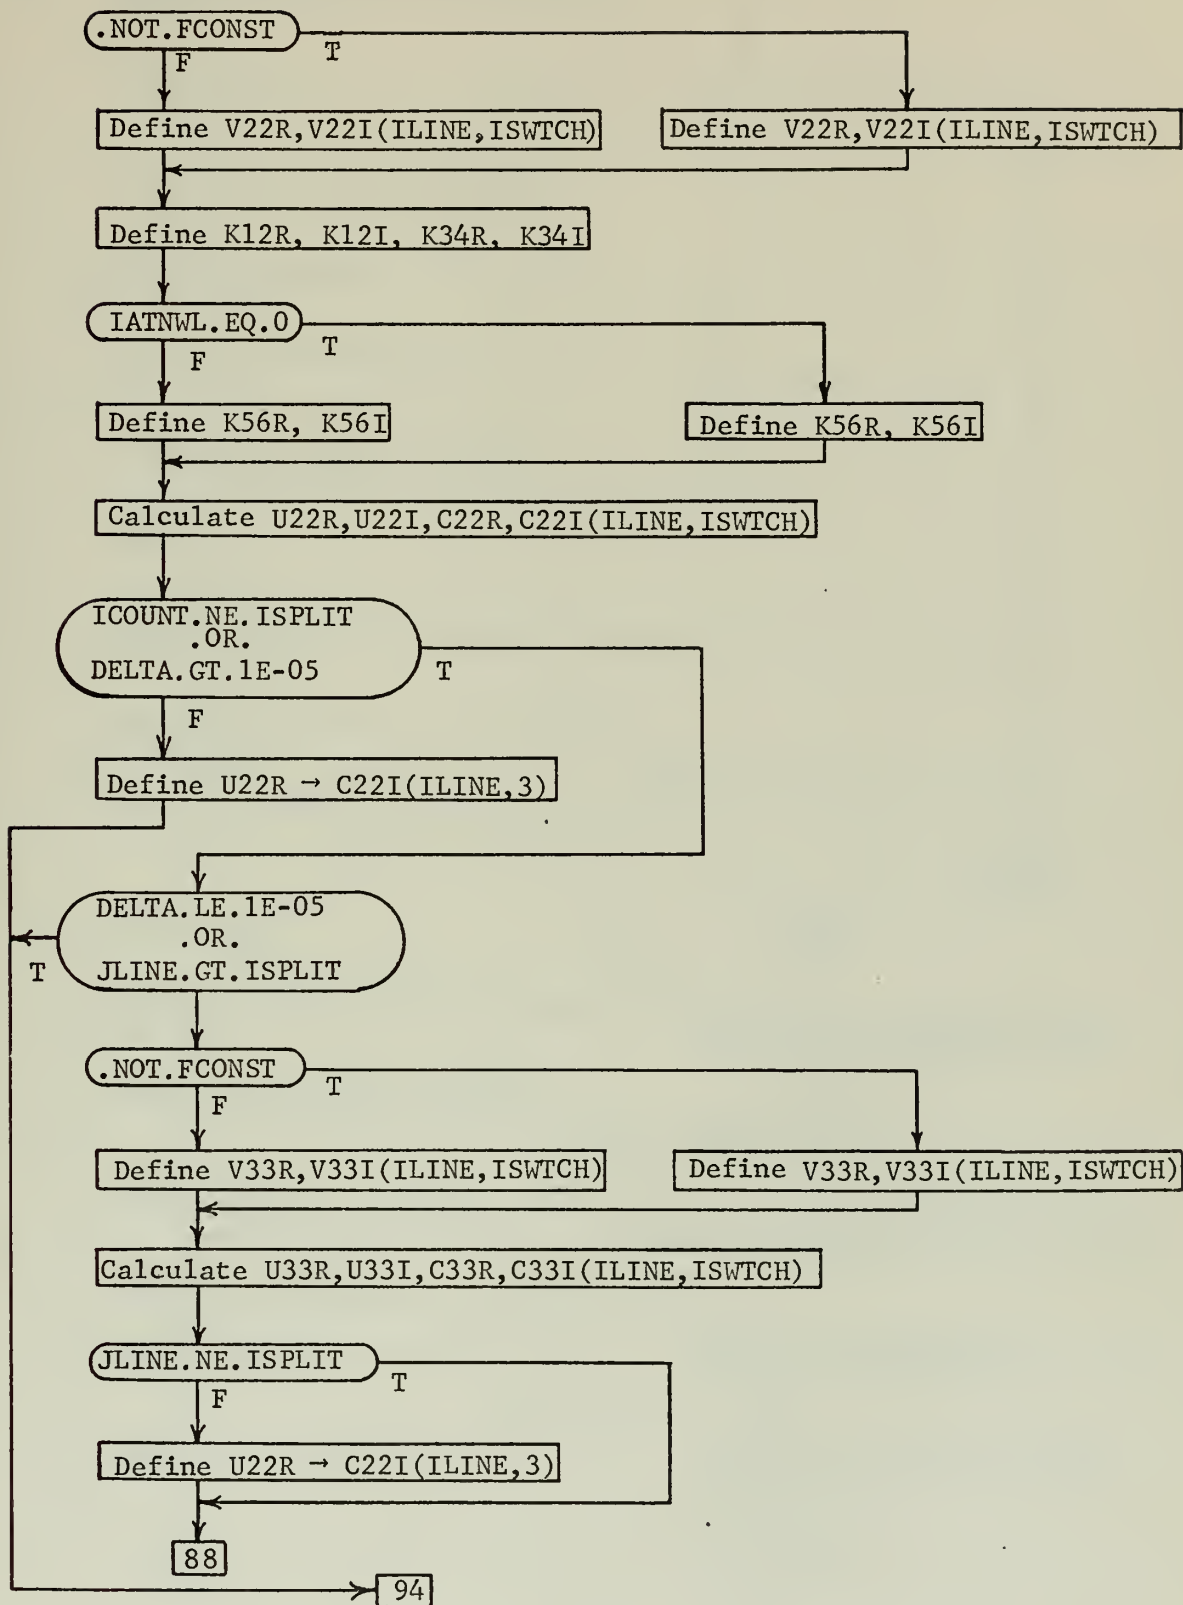 .NOT.FCONST
T
F
Define V22R,V22I(ILINE,ISWTCH)
Define V22R,V22I(ILINE,ISWTCH)
Define K12R, K12I, K34R, K34I
IATNWL.EQ.0
T
F
Define K56R, K56I
Define K56R, K56I
Calculate U22R,U22I,C22R,C22I(ILINE,ISWTCH)
ICOUNT.NE.ISPLIT
.OR.
DELTA.GT.1E-05
T
F
Define U22R → C22I(ILINE,3)
DELTA.LE.1E-05
.OR.
JLINE.GT.ISPLIT
T
.NOT.FCONST
T
F
Define V33R,V33I(ILINE,ISWTCH)
Define V33R,V33I(ILINE,ISWTCH)
Calculate U33R,U33I,C33R,C33I(ILINE,ISWTCH)
JLINE.NE.ISPLIT
T
F
Define U22R → C22I(ILINE,3)
88
94